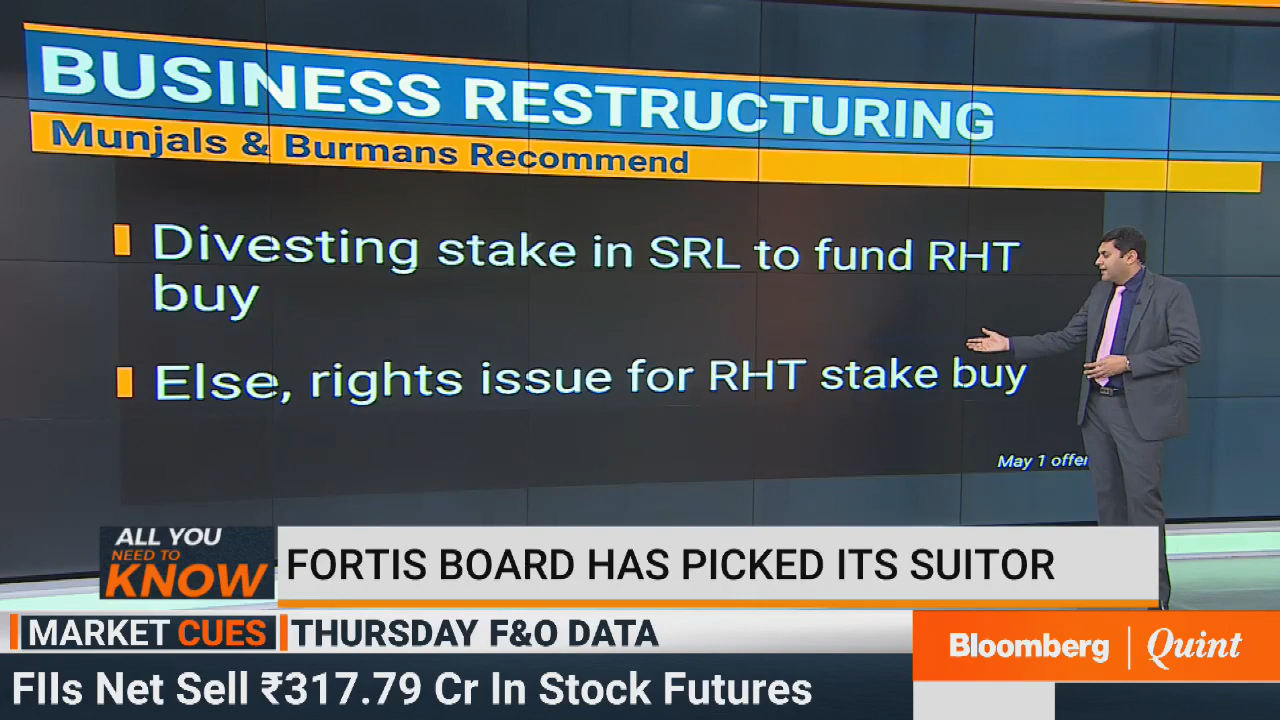 BUSINESS RESTRUCTURING
Munjals & Burmans Recommend
Divesting stake in SRL to fund RHT
buy
Else, rights issue for RHT stake buy
May 1 offer
ALL YOU
NEED TO
KNOW
FORTIS BOARD HAS PICKED ITS SUITOR
MARKET CUES THURSDAY F&O DATA
Bloomberg | Quint
FIIs Net Sell ₹317.79 Cr In Stock Futures